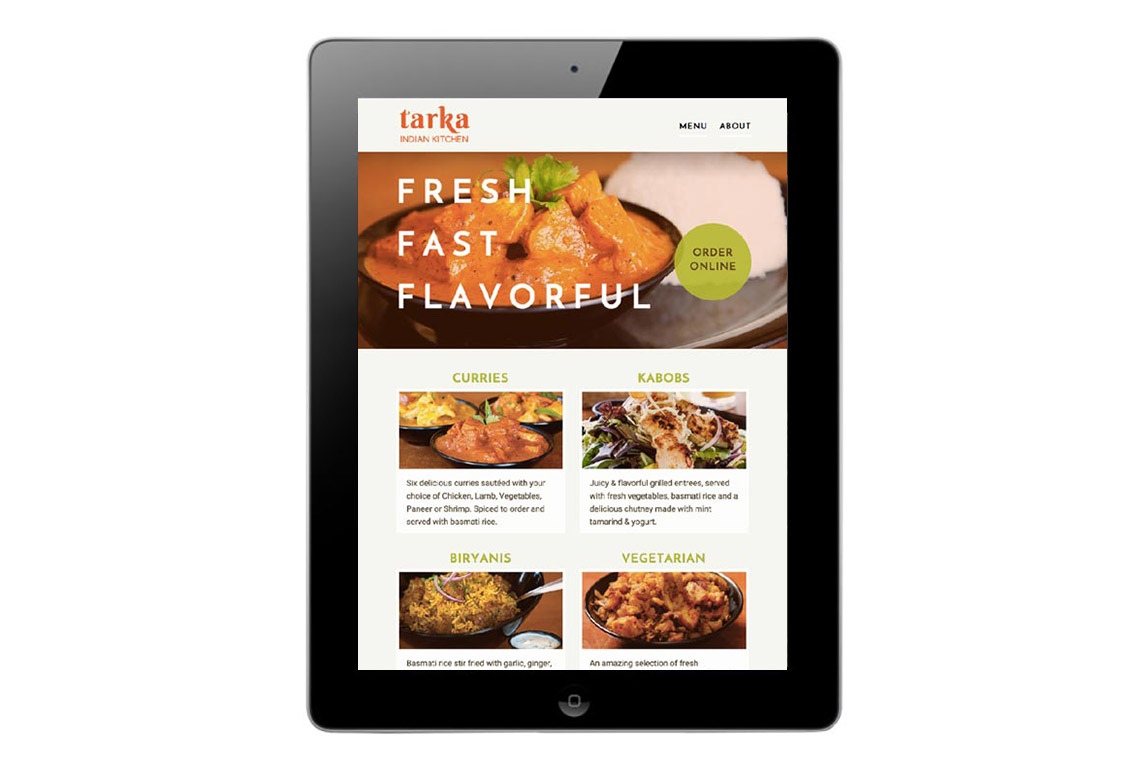 tarka
INDIAN KITCHEN
MENU ABOUT
FRESH
FAST
FLAVORFUL
ORDER
ONLINE
CURRIES
Six delicious curries sautéed with your
choice of Chicken, Lamb, Vegetables,
Paneer or Shrimp. Spiced to order and
served with basmati rice.
KABOBS
Juicy & flavorful grilled entrees, served
with fresh vegetables, basmati rice and a
delicious chutney made with mint
tamarind & yogurt.
BIRYANIS
Basmati rice stir fried with garlic, ginger,
VEGETARIAN
An amazing selection of fresh